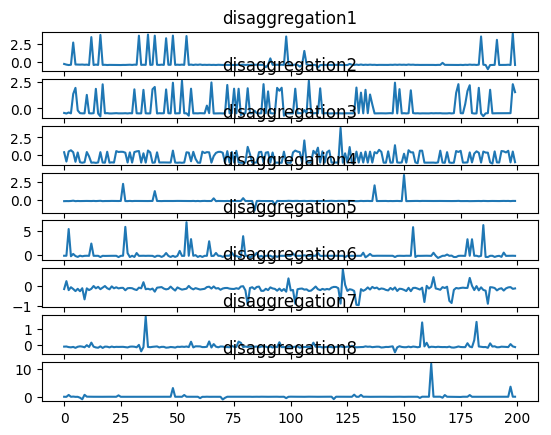 disaggregation1
2.5
0.0
disaggregation2
2.5
0.0
disaggregation3
2.5
0.0
disaggregation4
2.5
0.0
disaggregation5
5
0
disaggregation6
0
−1
disaggregation7
1
0
disaggregation8
10
0
0 25 50 75 100 125 150 175 200